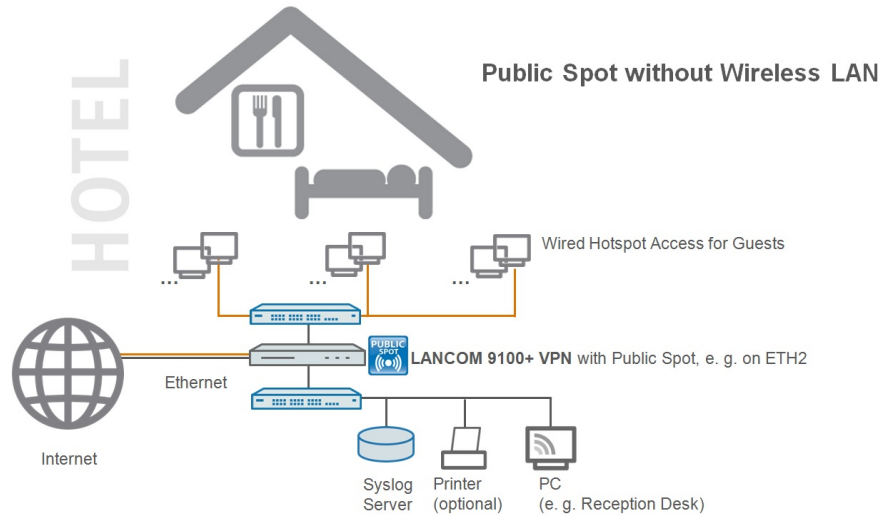 HOTEL
Public Spot without Wireless LAN
Wired Hotspot Access for Guests
...
...
...
PUBLIC
SPOT
LANCOM 9100+ VPN with Public Spot, e. g. on ETH2
Ethernet
Internet
Syslog
Server
Printer
(optional)
PC
(e. g. Reception Desk)